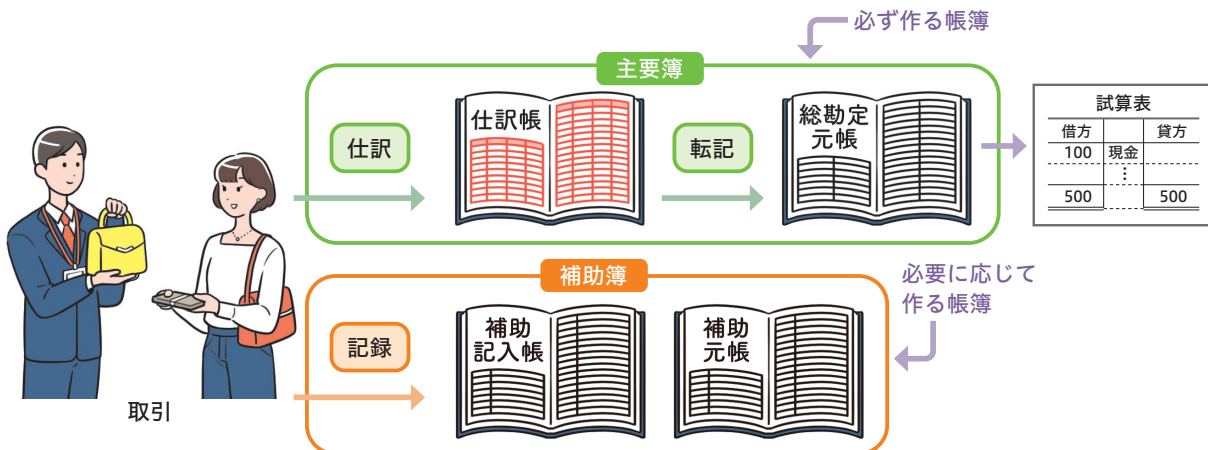 必ず作る帳簿
主要簿
仕訳
仕訳帳
転記
総勘定
元帳
試算表
借方 貸方
100 現金
⋮
500 500
取引
補助簿
記録
補助
記入帳
補助
元帳
必要に応じて
作る帳簿